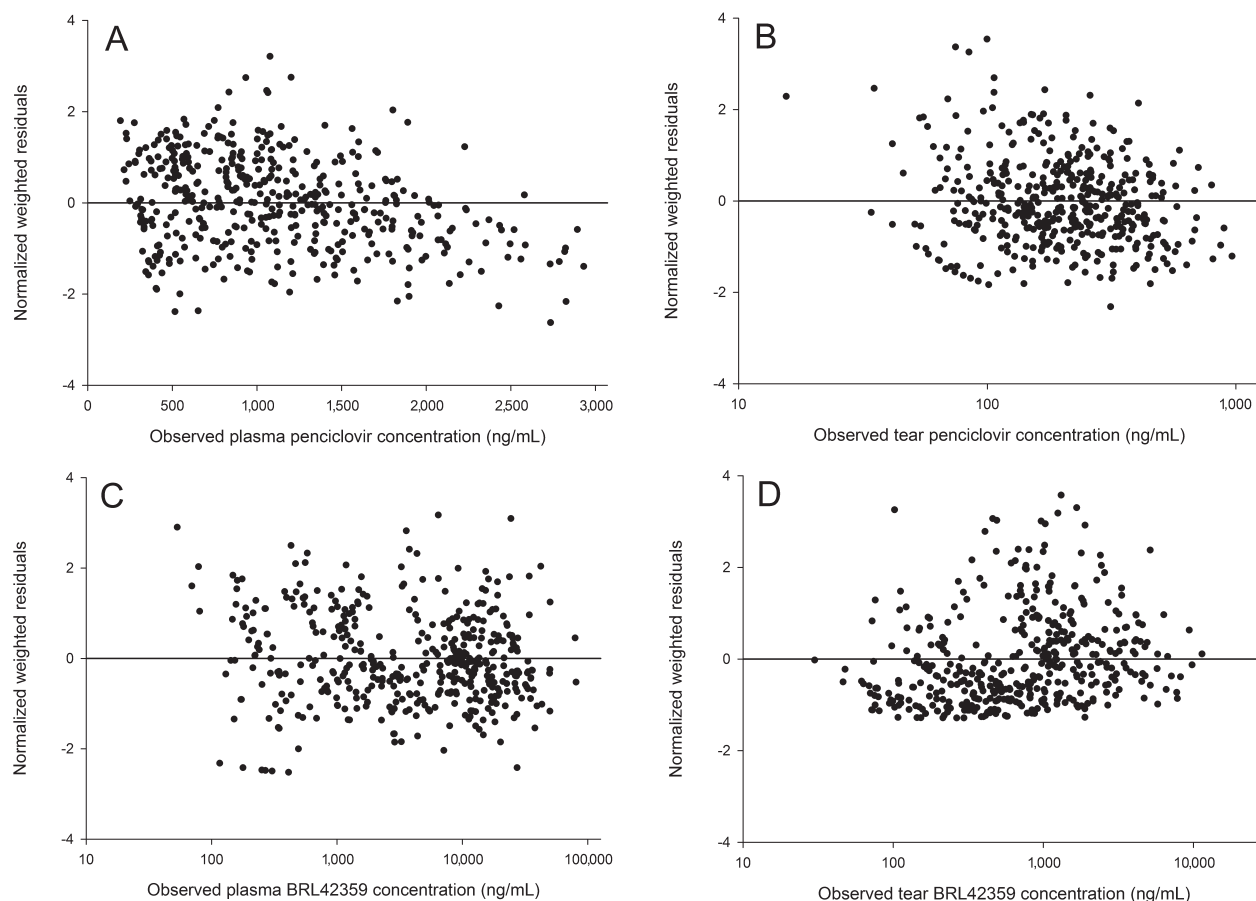 A
4
2
0
-2
-4
Normalized weighted residuals
0 500 1,000 1,500 2,000 2,500 3,000
Observed plasma penciclovir concentration (ng/mL)
B
4
2
0
-2
-4
Normalized weighted residuals
10 100 1,000
Observed tear penciclovir concentration (ng/mL)
C
4
2
0
-2
-4
Normalized weighted residuals
10 100 1,000 10,000 100,000
Observed plasma BRL42359 concentration (ng/mL)
D
4
2
0
-2
-4
Normalized weighted residuals
10 100 1,000 10,000
Observed tear BRL42359 concentration (ng/mL)